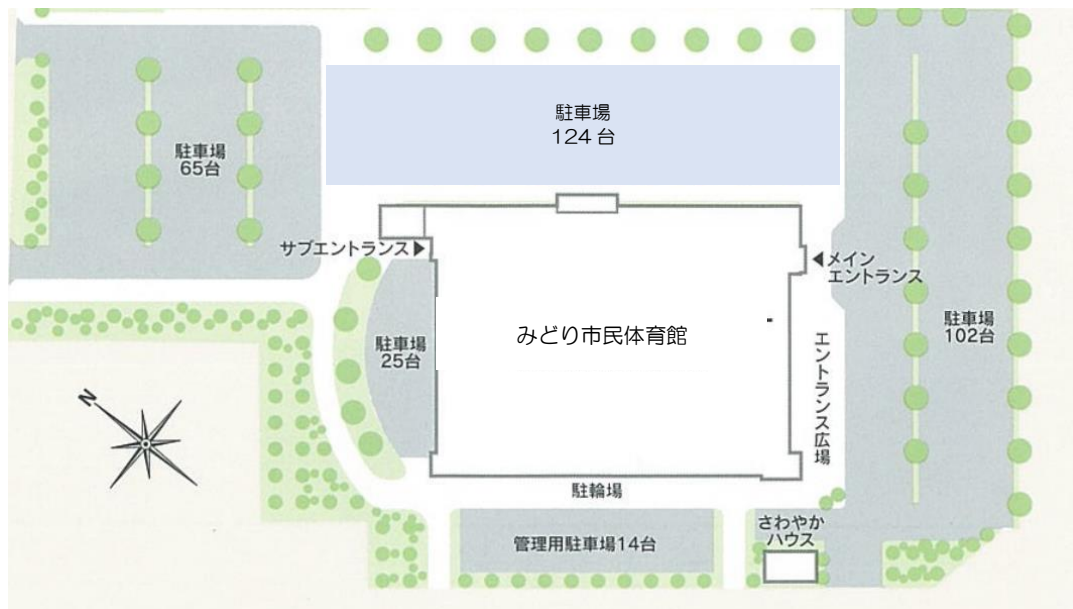 駐車場
124台
駐車場
65台
サブエントランス▶
◀メイン
エントランス
みどり市民体育館
駐車場
25台
エントランス広場
駐車場
102台
N
駐輪場
管理用駐車場14台
さわやか
ハウス